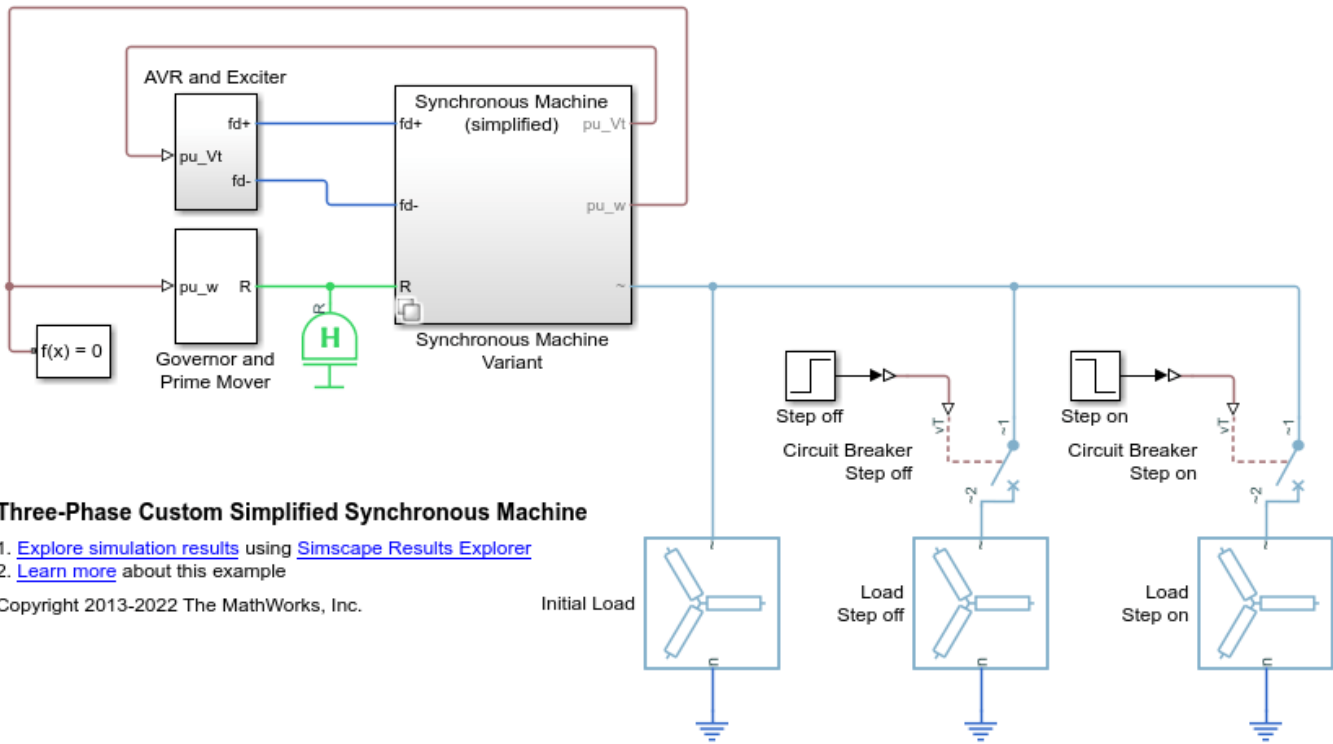 AVR and Exciter
fd+
pu_Vt
fd-
Synchronous Machine
(simplified)
fd+
pu_Vt
fd-
pu_w
R
~
Synchronous Machine
Variant
pu_w
R
Governor and
Prime Mover
R
H
f(x) = 0
Step off
vT
~1
Circuit Breaker
Step off
~2
Step on
vT
~1
Circuit Breaker
Step on
~2
Three-Phase Custom Simplified Synchronous Machine
1. Explore simulation results using Simscape Results Explorer
2. Learn more about this example
Copyright 2013-2022 The MathWorks, Inc.
~
Initial Load
n
~
Load
Step off
n
~
Load
Step on
n